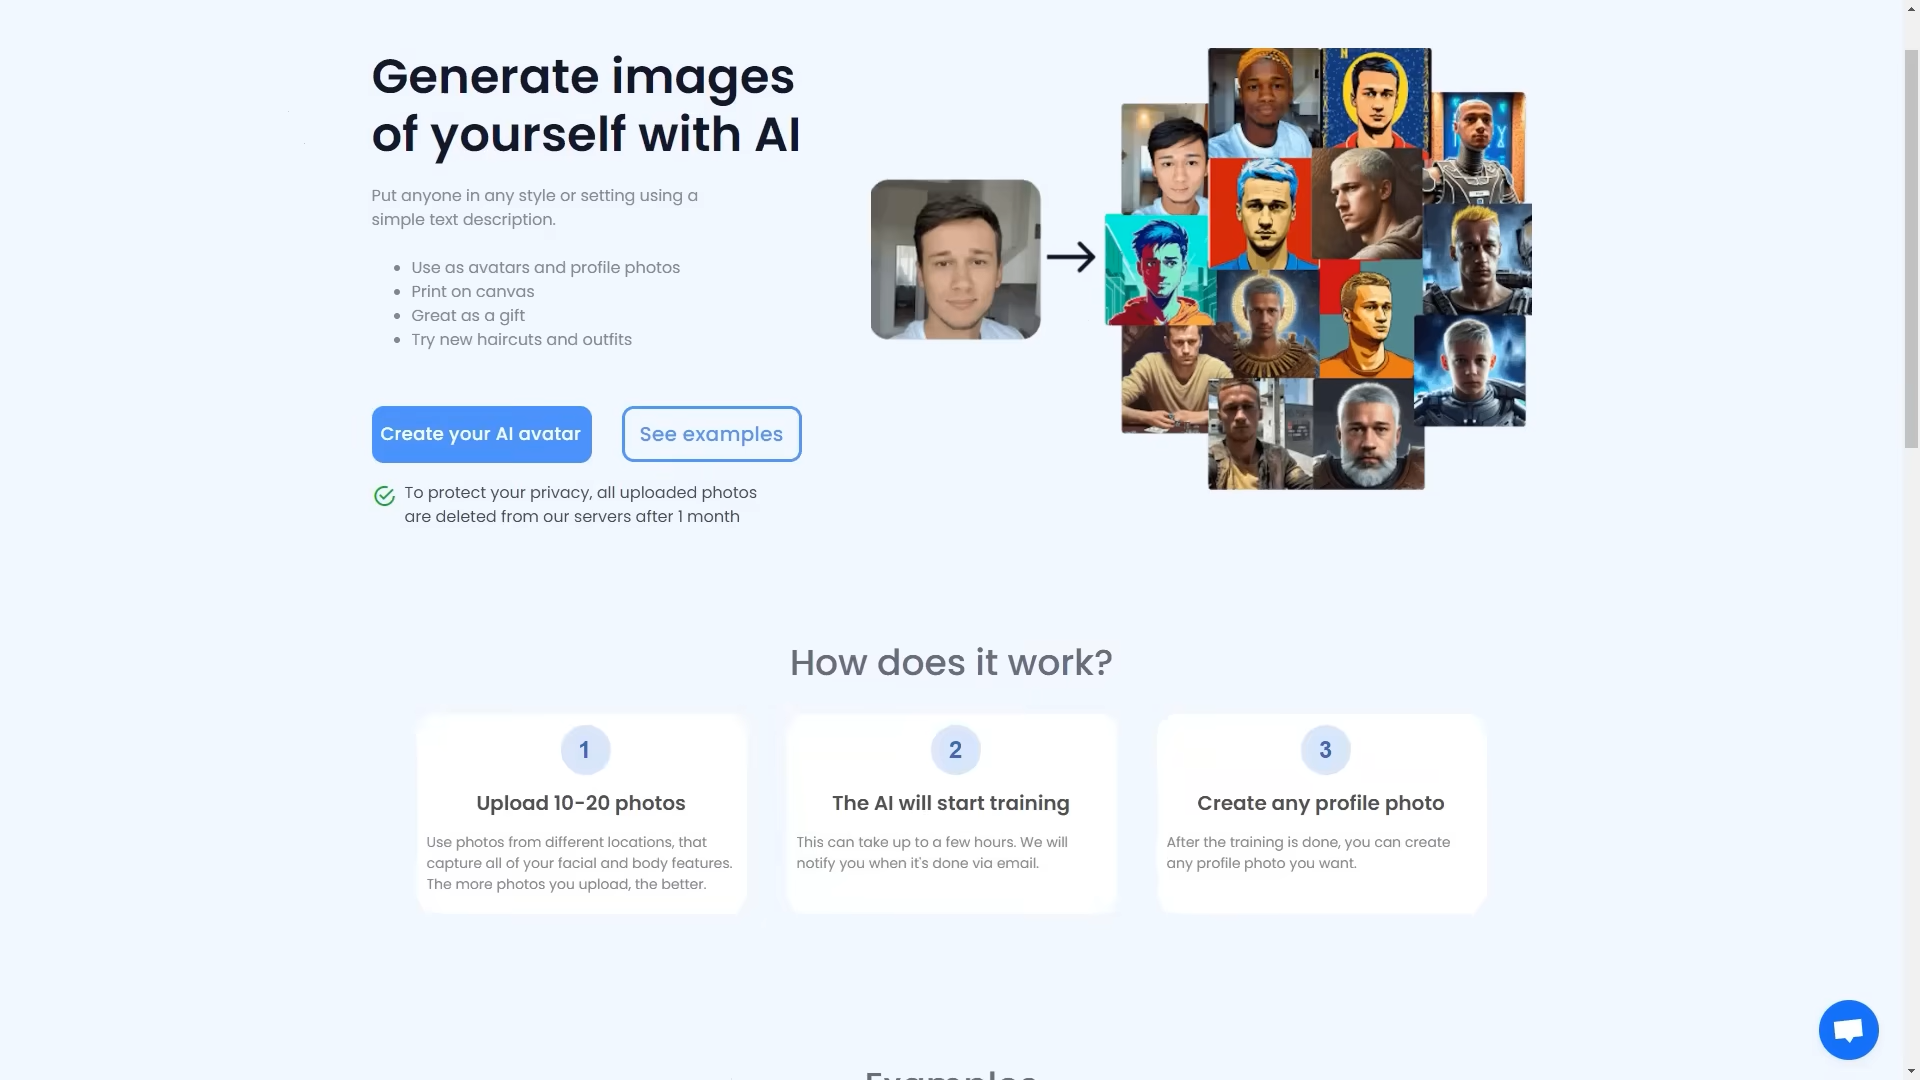 Generate images
of yourself with AI
Put anyone in any style or setting using a
simple text description.
Use as avatars and profile photos
Print on canvas
Great as a gift
Try new haircuts and outfits
Create your AI avatar
See examples
To protect your privacy, all uploaded photos
are deleted from our servers after 1 month
How does it work?
1
Upload 10-20 photos
Use photos from different locations, that
capture all of your facial and body features.
The more photos you upload, the better.
2
The AI will start training
This can take up to a few hours. We will
notify you when it's done via email.
3
Create any profile photo
After the training is done, you can create
any profile photo you want.
Examples